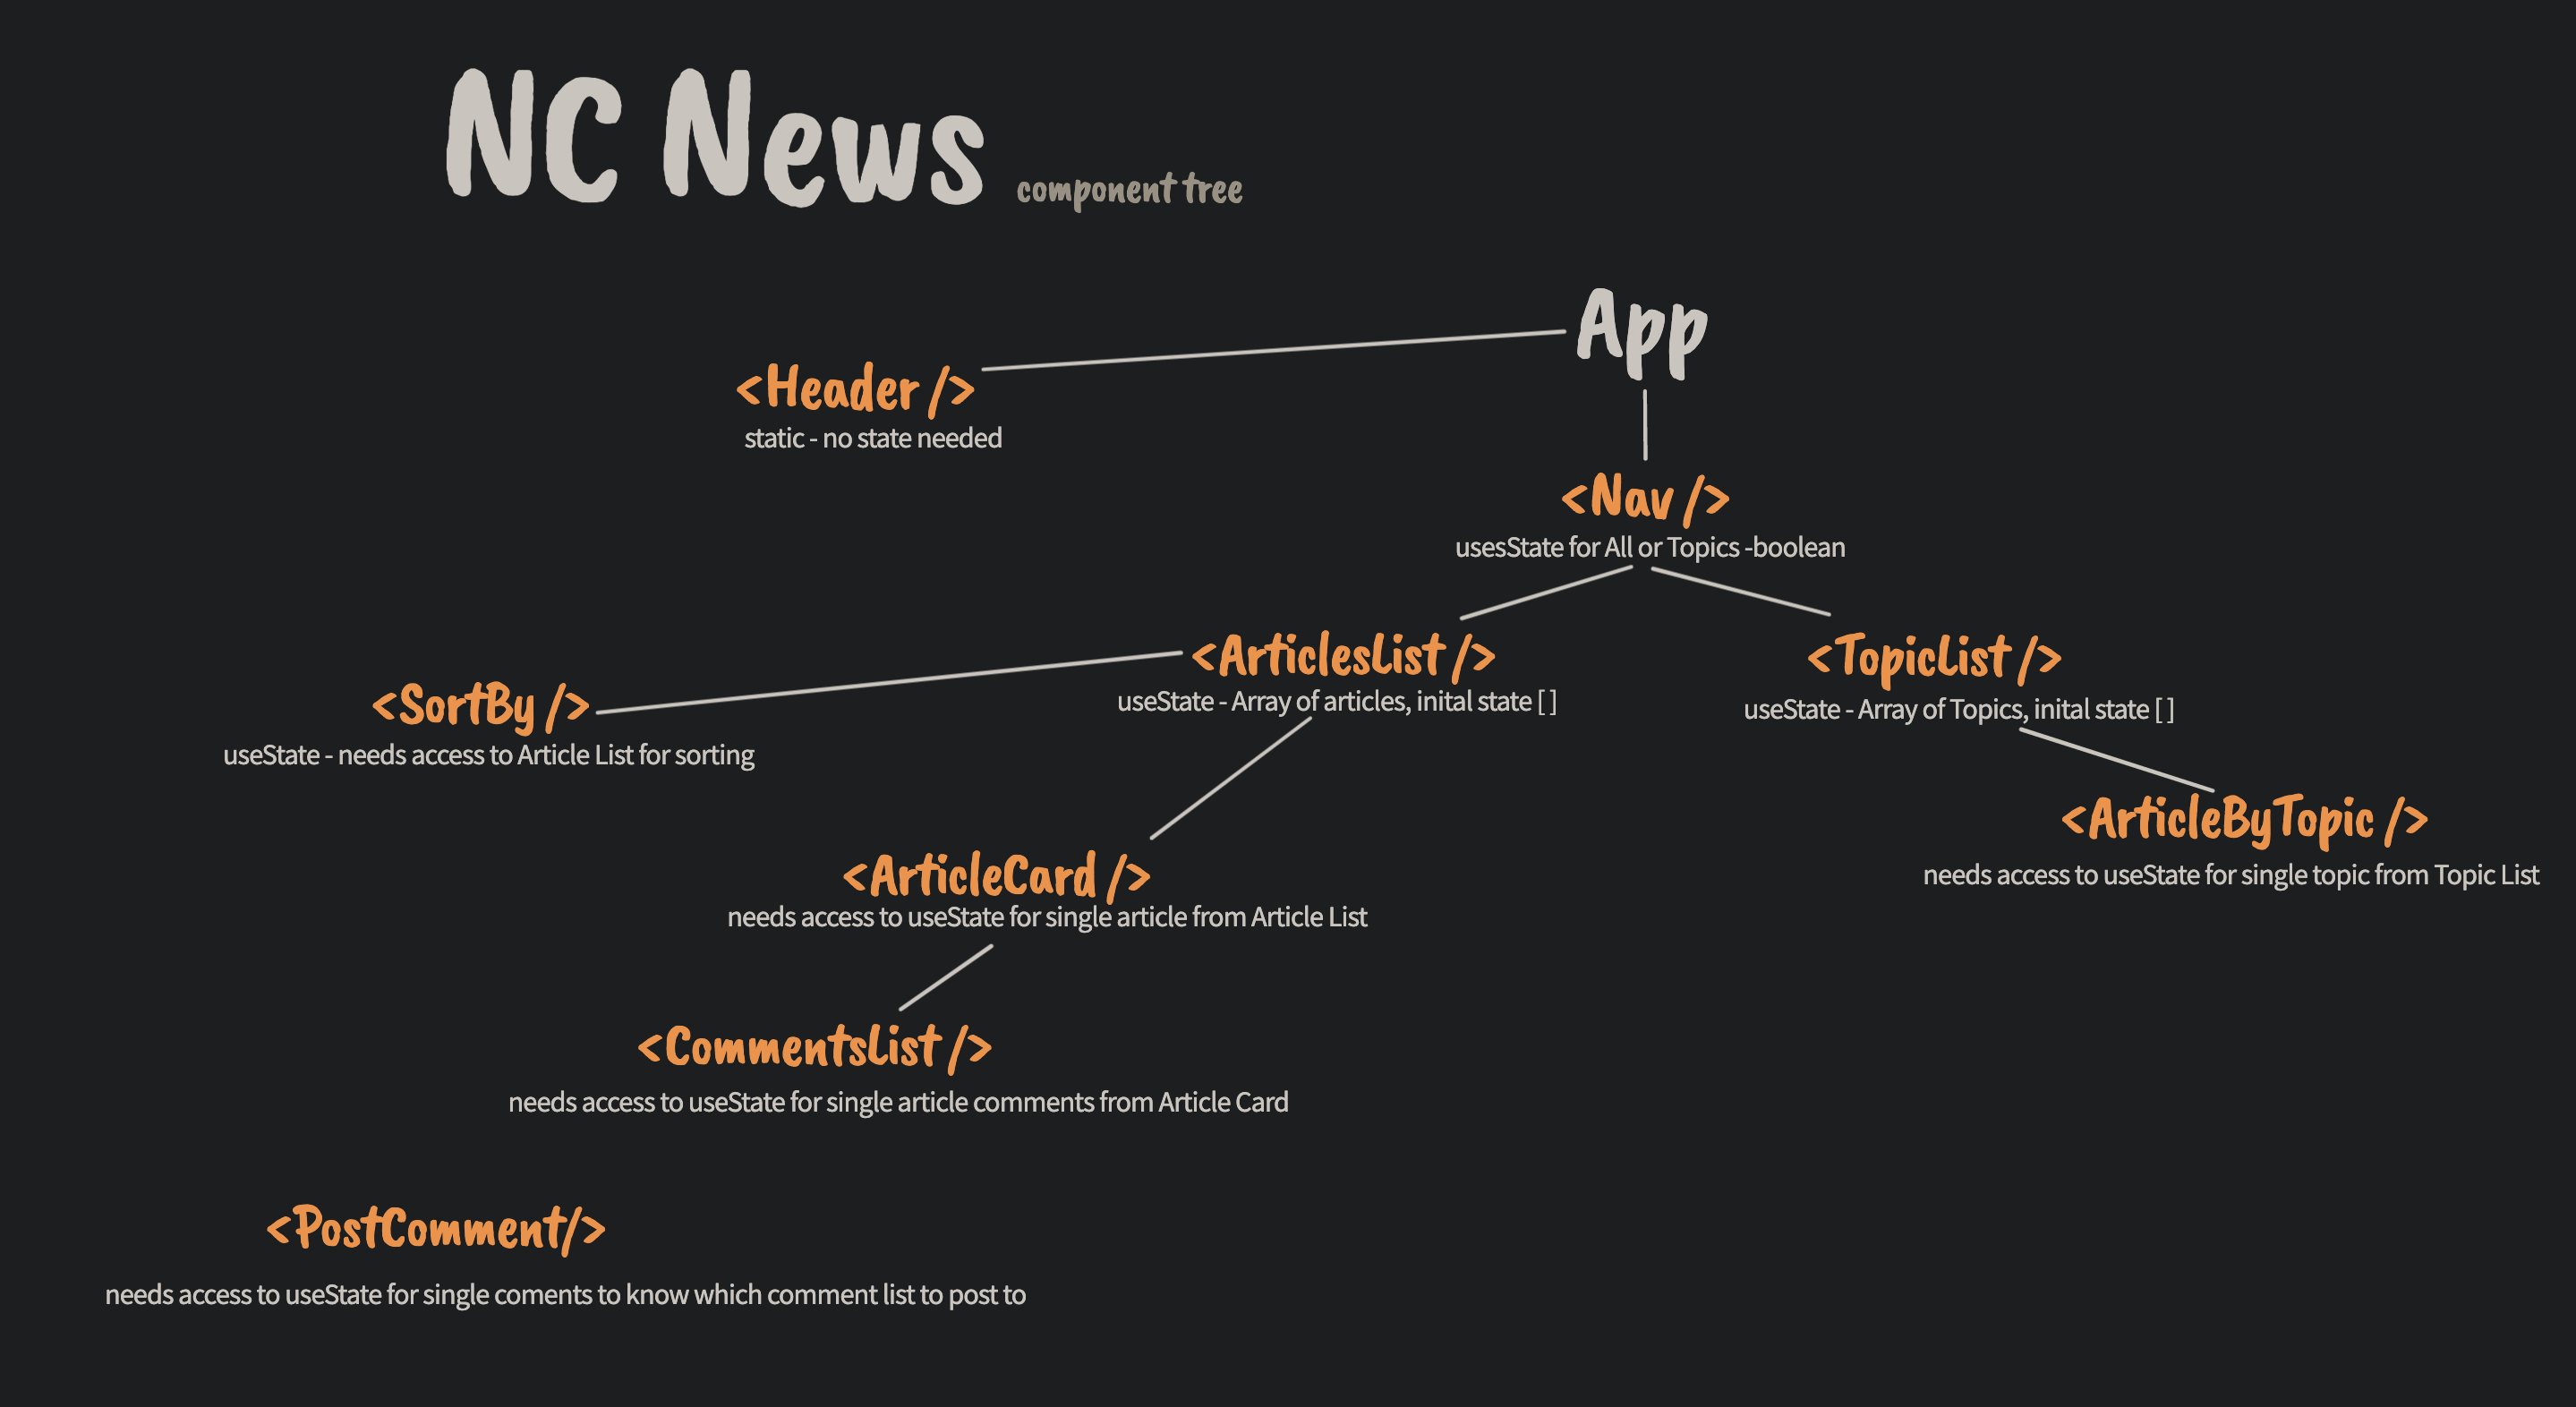 NC News
component tree
App
<Header />
static - no state needed
<Nav />
usesState for All or Topics -boolean
<ArticlesList />
useState - Array of articles, inital state [ ]
<TopicList />
useState - Array of Topics, inital state [ ]
<SortBy />
useState - needs access to Article List for sorting
<ArticleByTopic />
needs access to useState for single topic from Topic List
<ArticleCard />
needs access to useState for single article from Article List
<CommentsList />
needs access to useState for single article comments from Article Card
<PostComment/>
needs access to useState for single coments to know which comment list to post to